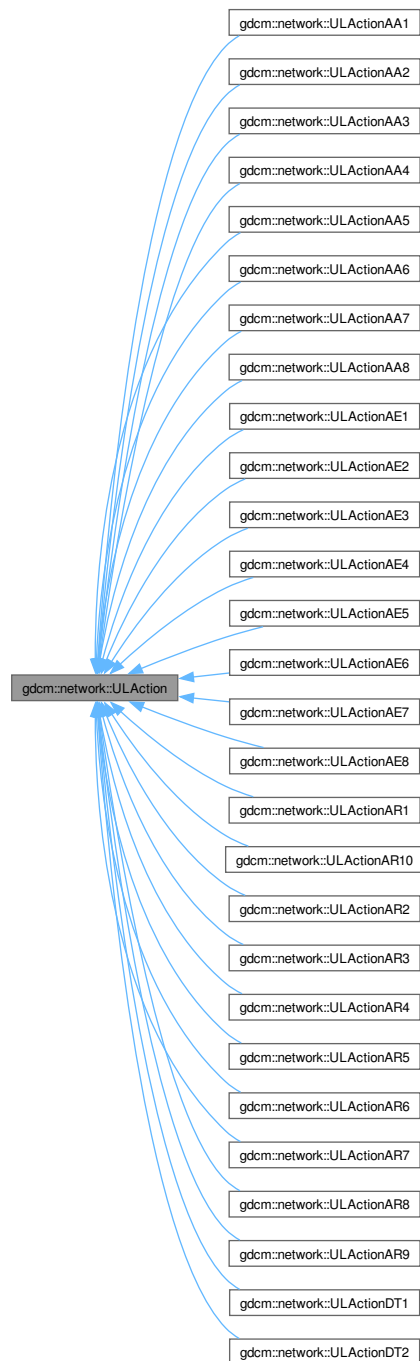 gdcm::network::ULActionAA1
gdcm::network::ULActionAA2
gdcm::network::ULActionAA3
gdcm::network::ULActionAA4
gdcm::network::ULActionAA5
gdcm::network::ULActionAA6
gdcm::network::ULActionAA7
gdcm::network::ULActionAA8
gdcm::network::ULActionAE1
gdcm::network::ULActionAE2
gdcm::network::ULActionAE3
gdcm::network::ULActionAE4
gdcm::network::ULActionAE5
gdcm::network::ULActionAE6
gdcm::network::ULAction
gdcm::network::ULActionAE7
gdcm::network::ULActionAE8
gdcm::network::ULActionAR1
gdcm::network::ULActionAR10
gdcm::network::ULActionAR2
gdcm::network::ULActionAR3
gdcm::network::ULActionAR4
gdcm::network::ULActionAR5
gdcm::network::ULActionAR6
gdcm::network::ULActionAR7
gdcm::network::ULActionAR8
gdcm::network::ULActionAR9
gdcm::network::ULActionDT1
gdcm::network::ULActionDT2